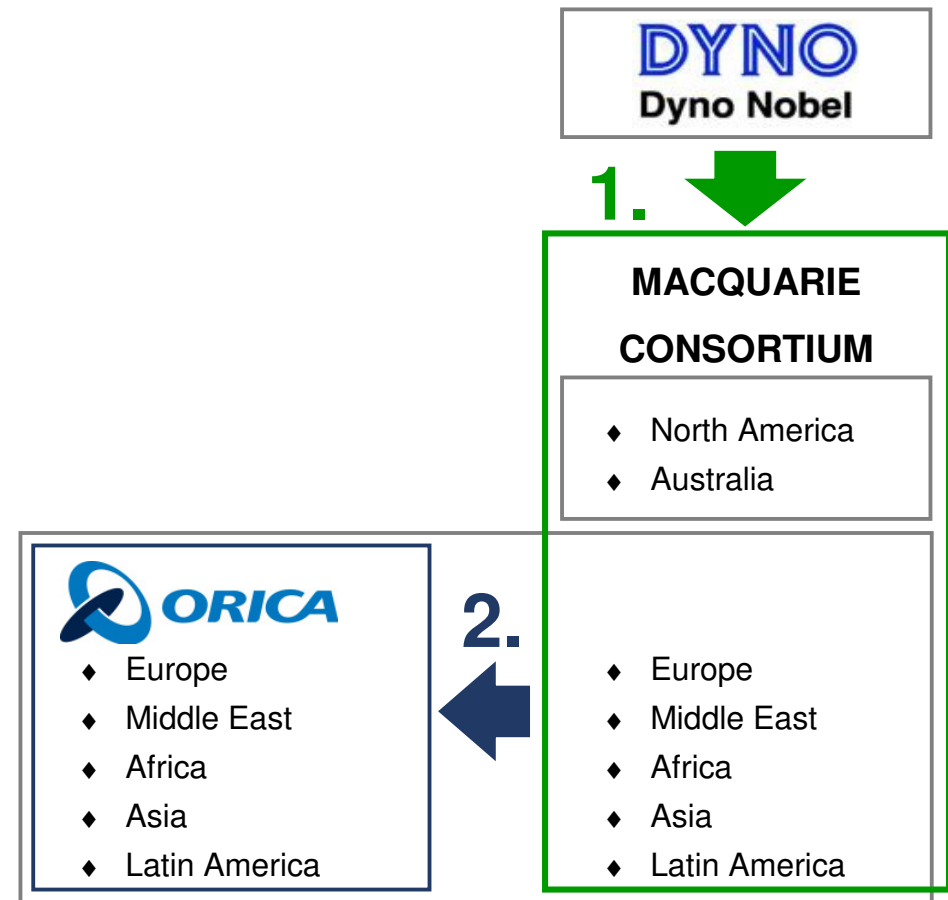 DYNO
Dyno Nobel
1.
MACQUARIE
CONSORTIUM
♦ North America
♦ Australia
ORICA
♦ Europe
♦ Middle East
♦ Africa
♦ Asia
♦ Latin America
2.
♦ Europe
♦ Middle East
♦ Africa
♦ Asia
♦ Latin America